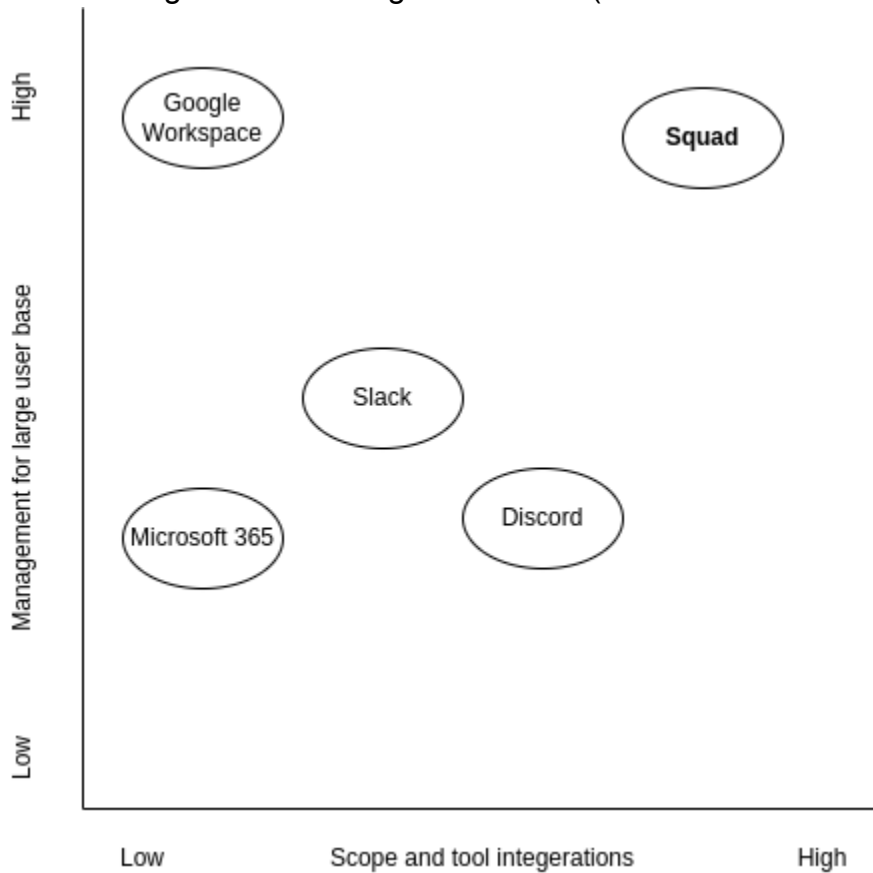 High
Google
Workspace
Squad
Management for large user base
Slack
Discord
Microsoft 365
Low
Low
Scope and tool integerations
High